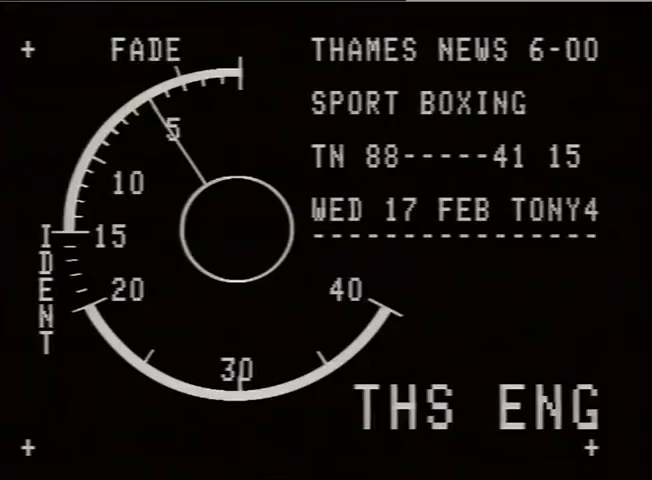 FADE
THAMES NEWS 6-00
SPORT BOXING
TN 88-----41 15
WED 17 FEB TONY4
----------------
5
10
15
20
30
40
IDENT
THS ENG